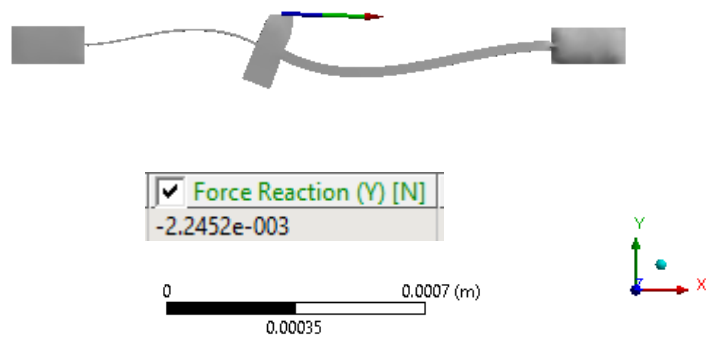 Force Reaction (Y) [N]
-2.2452e-003
Y
Z
X
0
0.0007 (m)
0.00035